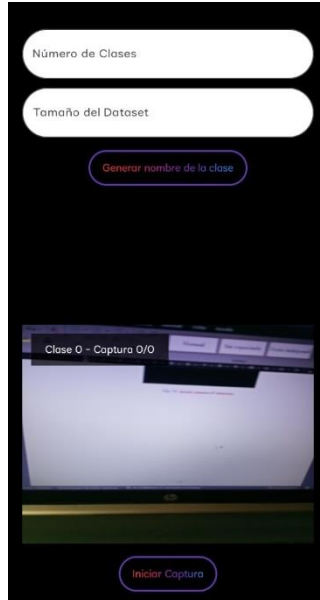 Número de Clases
Tamaño del Dataset
Generar nombre de la clase
Clase 0 - Captura 0/0
Iniciar Captura